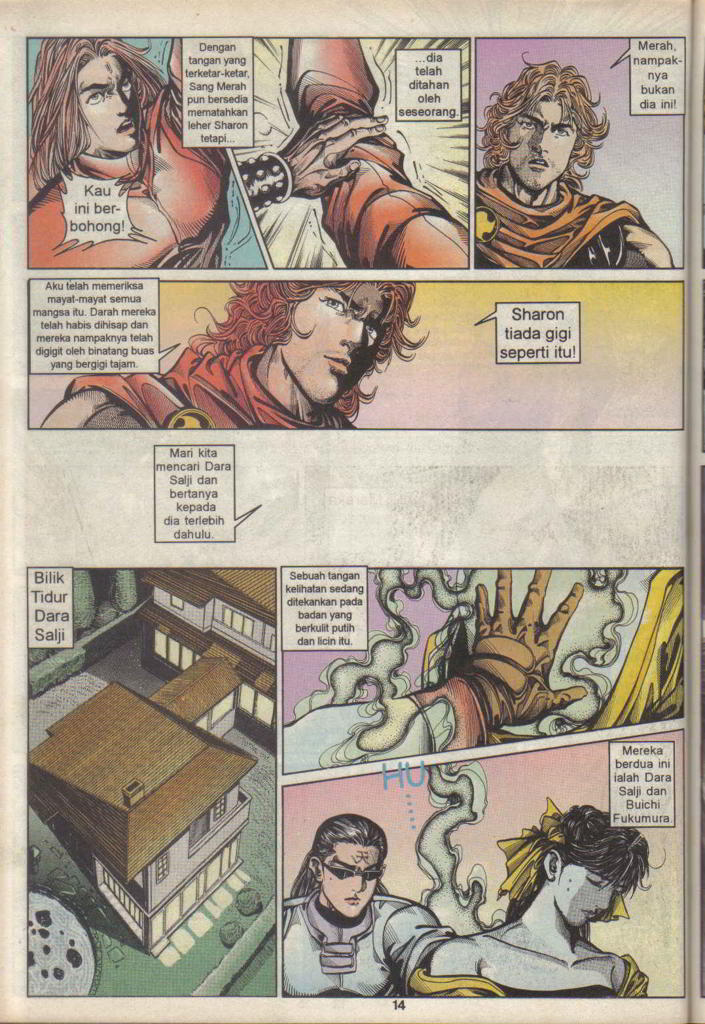 Dengan
tangan yang
terketar-ketar,
Sang Merah
pun bersedia
mematahkan
leher Sharon
tetapi...
Kau
ini ber-
bohong!
...dia
telah
ditahan
oleh
seseorang.
Merah,
nampak-
nya
bukan
dia ini!
Aku telah memeriksa
mayat-mayat semua
mangsa itu. Darah mereka
telah habis dihisap dan
mereka nampaknya telah
digigit oleh binatang buas
yang bergigi tajam.
Sharon
tiada gigi
seperti itu!
Mari kita
mencari Dara
Salji dan
bertanya
kepada
dia terlebih
dahulu.
Bilik
Tidur
Dara
Salji
Sebuah tangan
kelihatan sedang
ditekankan pada
badan yang
berkulit putih
dan licin itu.
HU
......
Mereka
berdua ini
ialah Dara
Salji dan
Buichi
Fukumura.
14